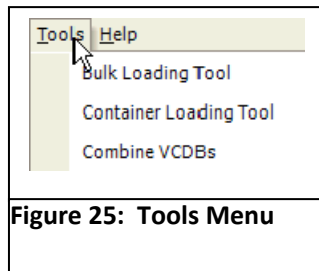 Tools Help
Bulk Loading Tool
Container Loading Tool
Combine VCDBs
Figure 25: Tools Menu